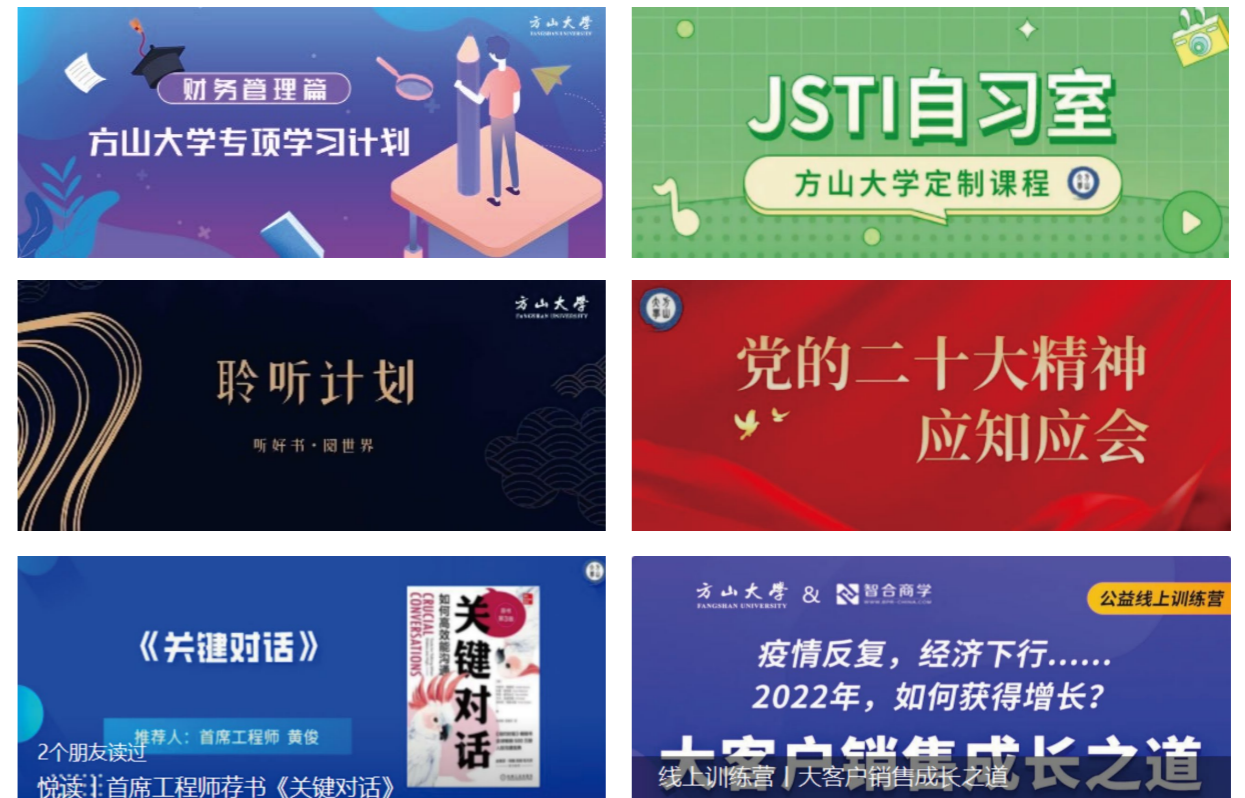 方山大學
FANGSHAN UNIVERSITY
财务管理篇
方山大学专项学习计划
JSTI自习室
方山大学定制课程
方山大學
FANGSHAN UNIVERSITY
聆听计划
听好书·阅世界
党的二十大精神
应知应会
《关键对话》
推荐人：首席工程师 黄俊
如何高效能沟通
CRUCIAL
CONVERSATIONS
关键对话
2个朋友读过
悦读丨首席工程师荐书《关键对话》
方山大學 & 智合商学
FANGSHAN UNIVERSITY
公益线上训练营
疫情反复，经济下行......
2022年，如何获得增长？
大客户销售成长之道
线上训练营丨大客户销售成长之道